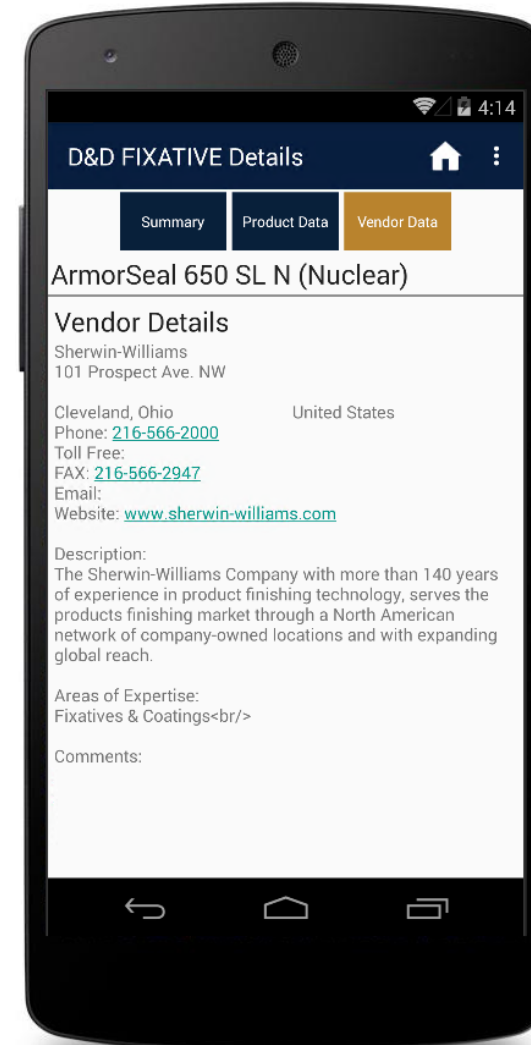 4:14
D&D FIXATIVE Details
Summary Product Data Vendor Data
ArmorSeal 650 SL N (Nuclear)
Vendor Details
Sherwin-Williams
101 Prospect Ave. NW
Cleveland, Ohio United States
Phone: 216-566-2000
Toll Free:
FAX: 216-566-2947
Email:
Website: www.sherwin-williams.com
Description:
The Sherwin-Williams Company with more than 140 years
of experience in product finishing technology, serves the
products finishing market through a North American
network of company-owned locations and with expanding
global reach.
Areas of Expertise:
Fixatives & Coatings<br/>
Comments: